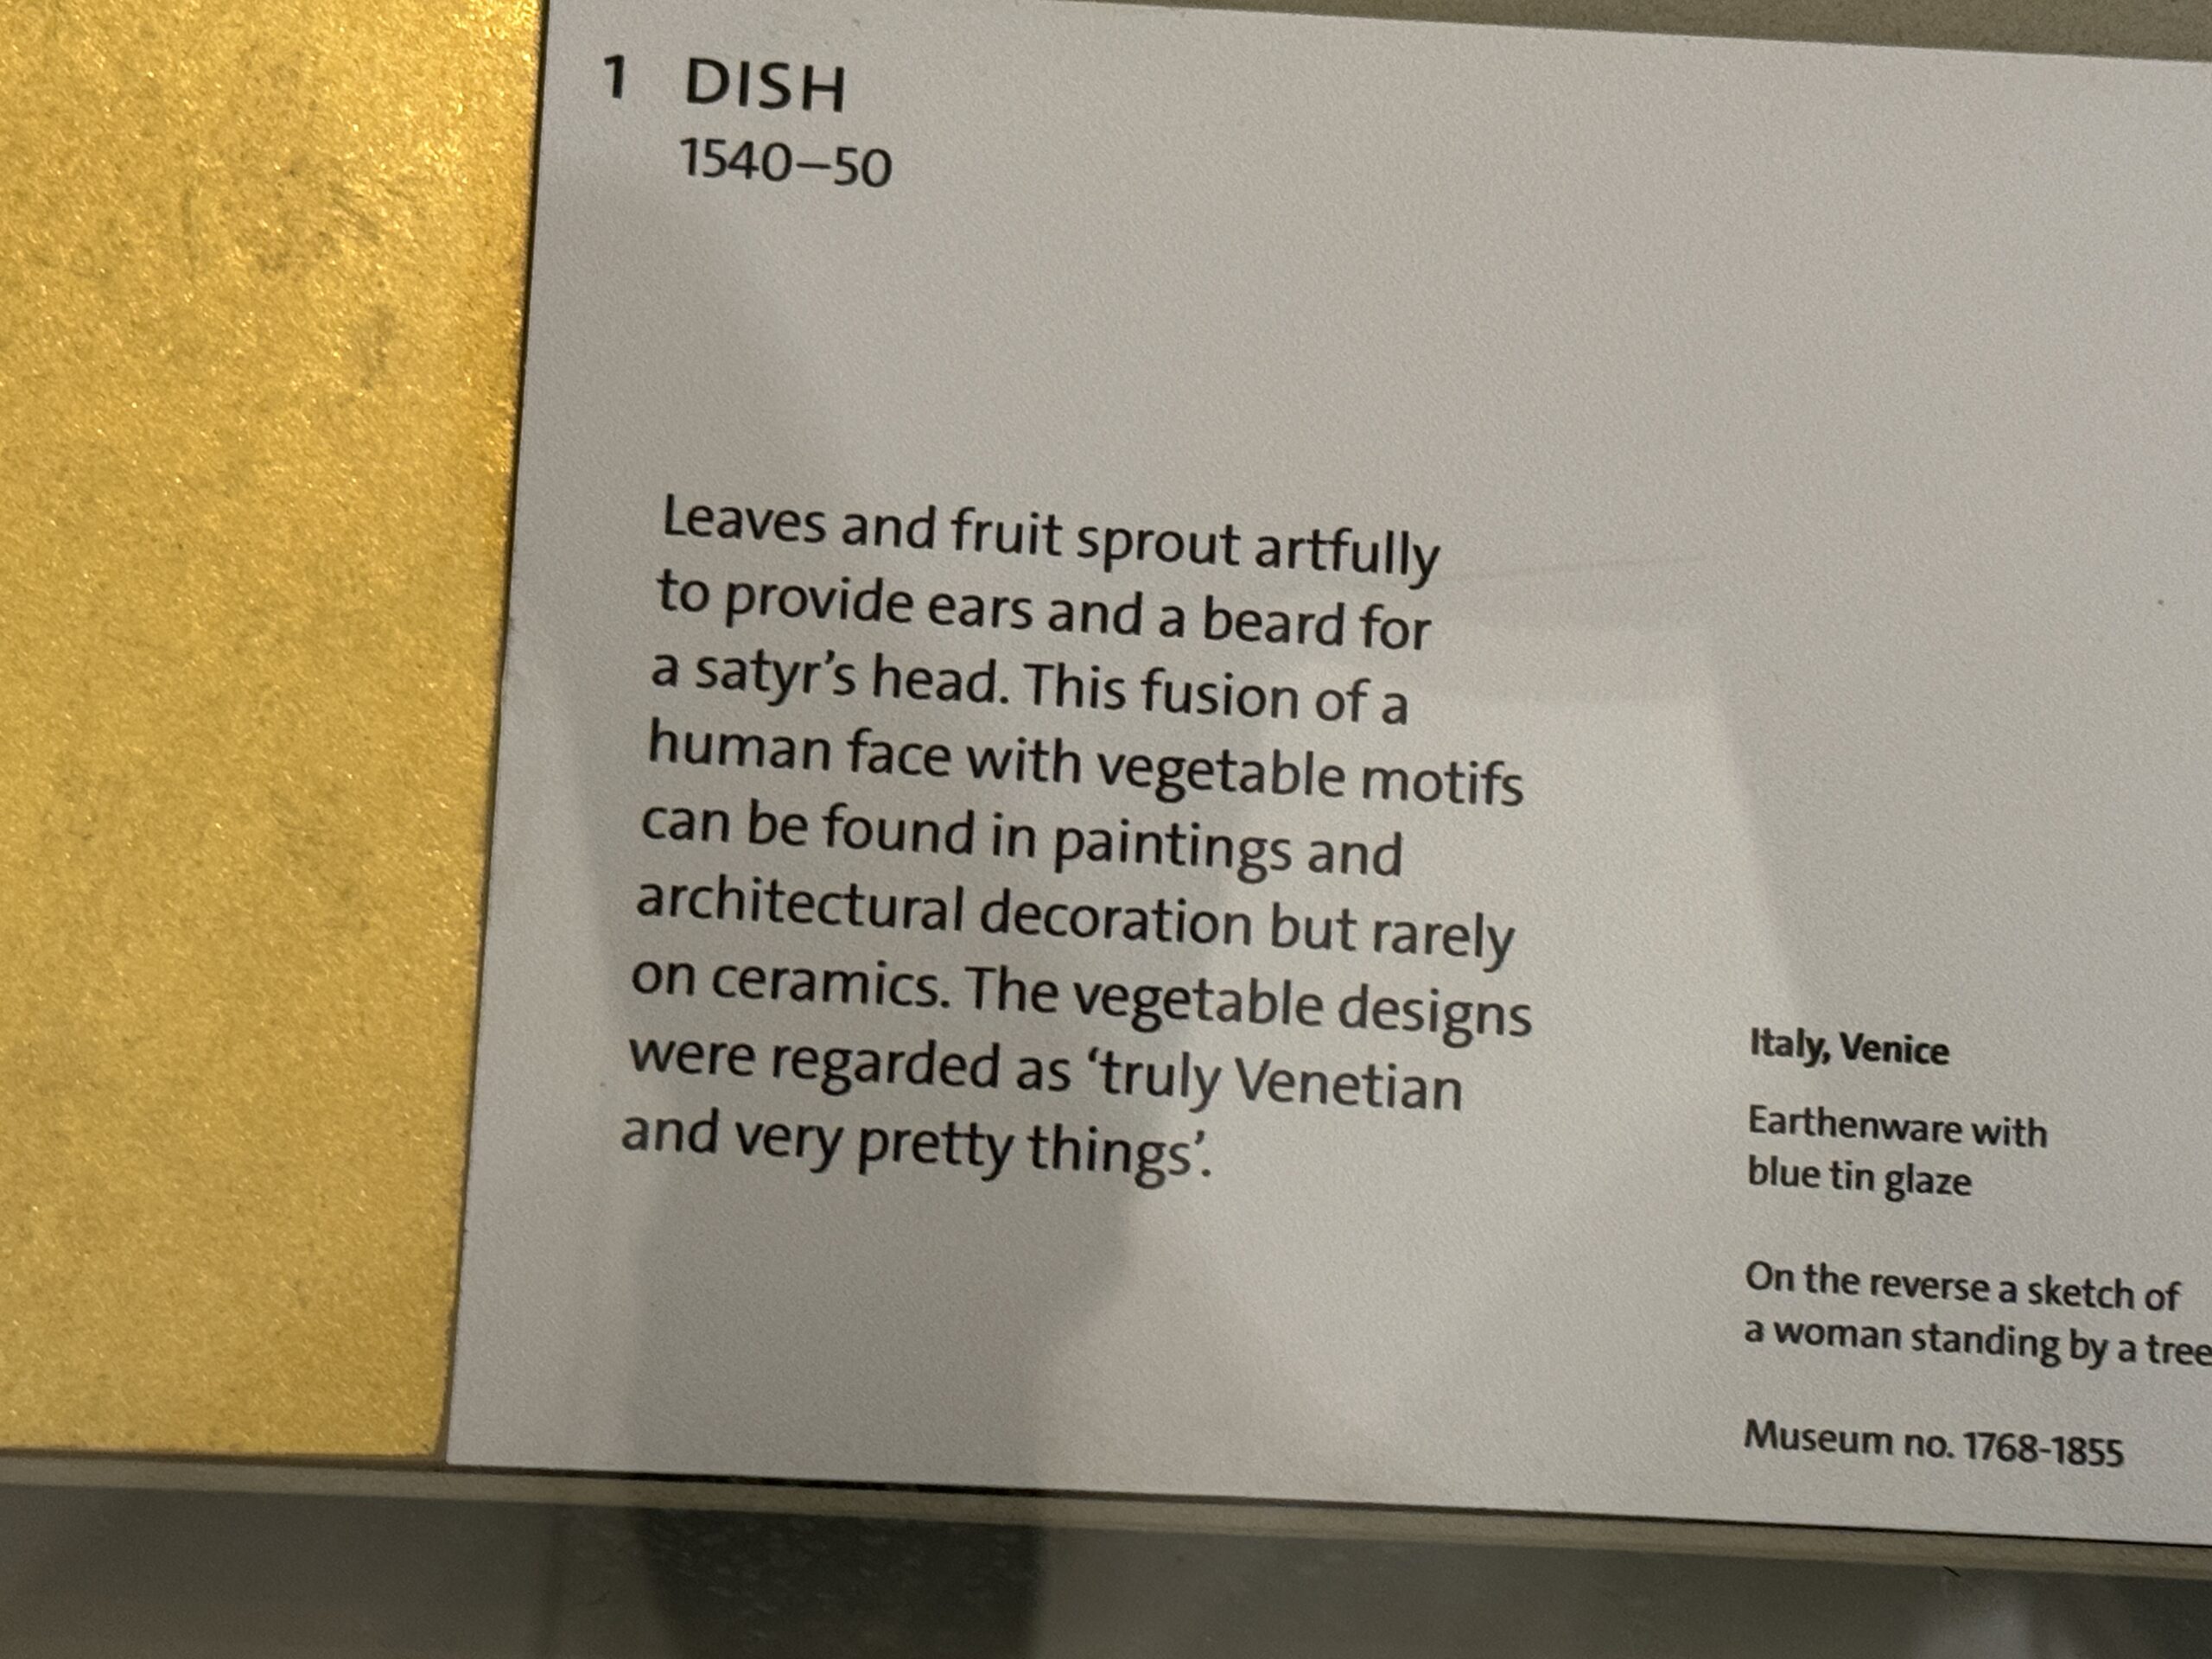 1 DISH
1540–50
Leaves and fruit sprout artfully
to provide ears and a beard for
a satyr’s head. This fusion of a
human face with vegetable motifs
can be found in paintings and
architectural decoration but rarely
on ceramics. The vegetable designs
were regarded as ‘truly Venetian
and very pretty things’.
Italy, Venice
Earthenware with
blue tin glaze
On the reverse a sketch of
a woman standing by a tree
Museum no. 1768-1855